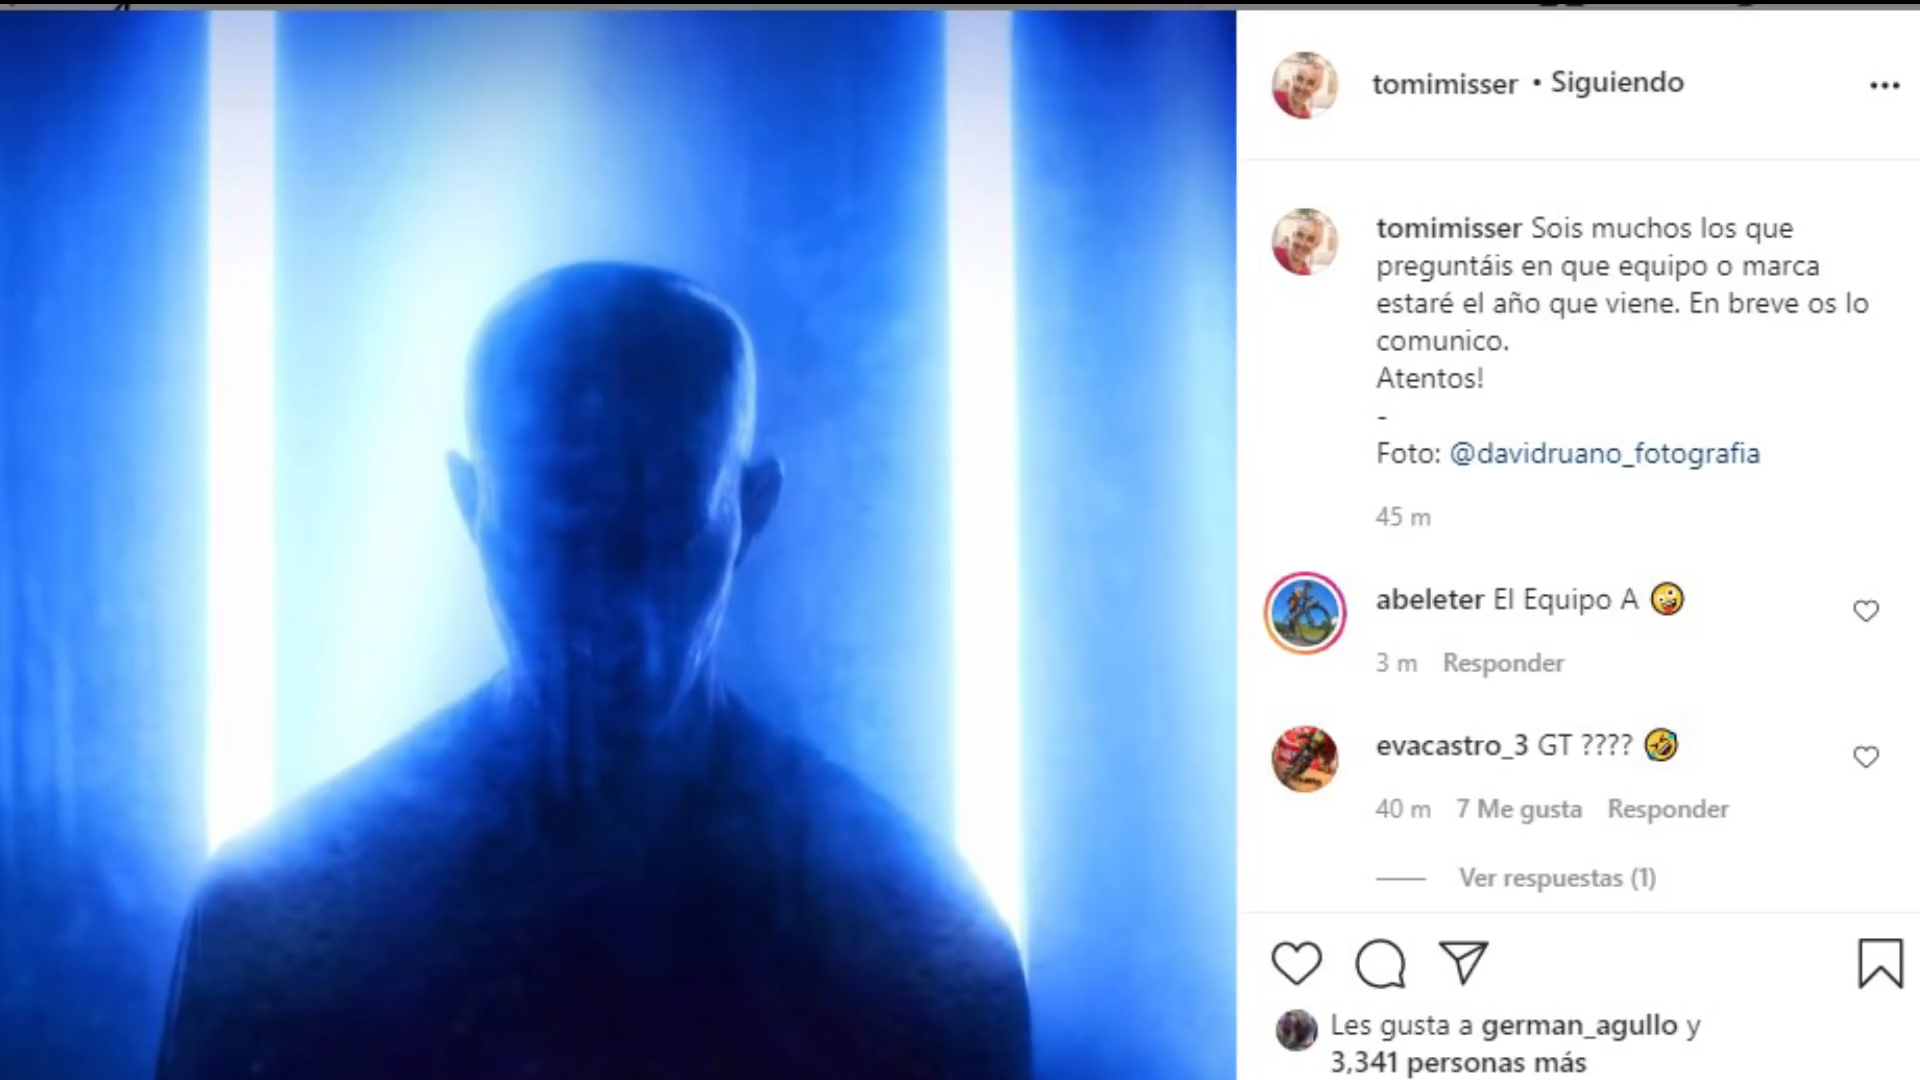 tomimisser • Siguiendo
tomimisser Sois muchos los que
preguntáis en que equipo o marca
estaré el año que viene. En breve os lo
comunico.
Atentos!
-
Foto: @davidruano_fotografia
45 m
abeleter El Equipo A 🤪
3 m Responder
evacastro_3 GT ???? 🤣
40 m 7 Me gusta Responder
Ver respuestas (1)
Les gusta a german_agullo y
3,341 personas más